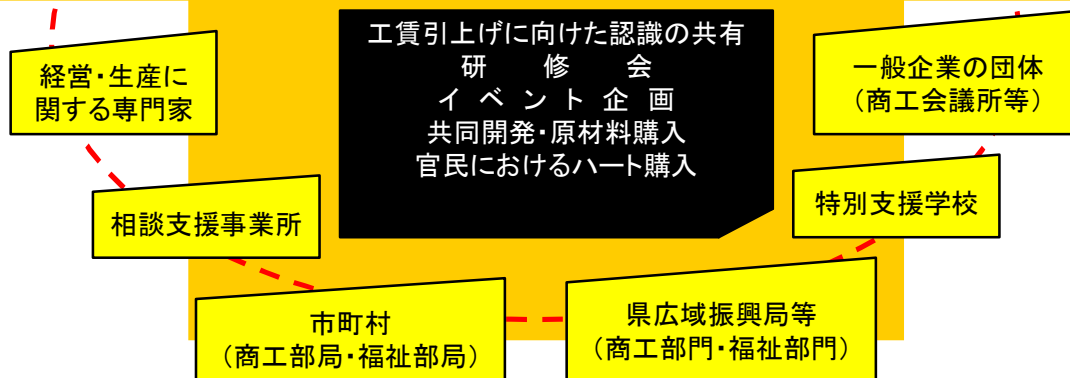 工賃引上げに向けた認識の共有
研　修　会
イ ベ ン ト 企 画
共同開発・原材料購入
官民におけるハート購入
経営・生産に
関する専門家
一般企業の団体
（商工会議所等）
相談支援事業所
特別支援学校
市町村
（商工部局・福祉部局）
県広域振興局等
（商工部門・福祉部門）